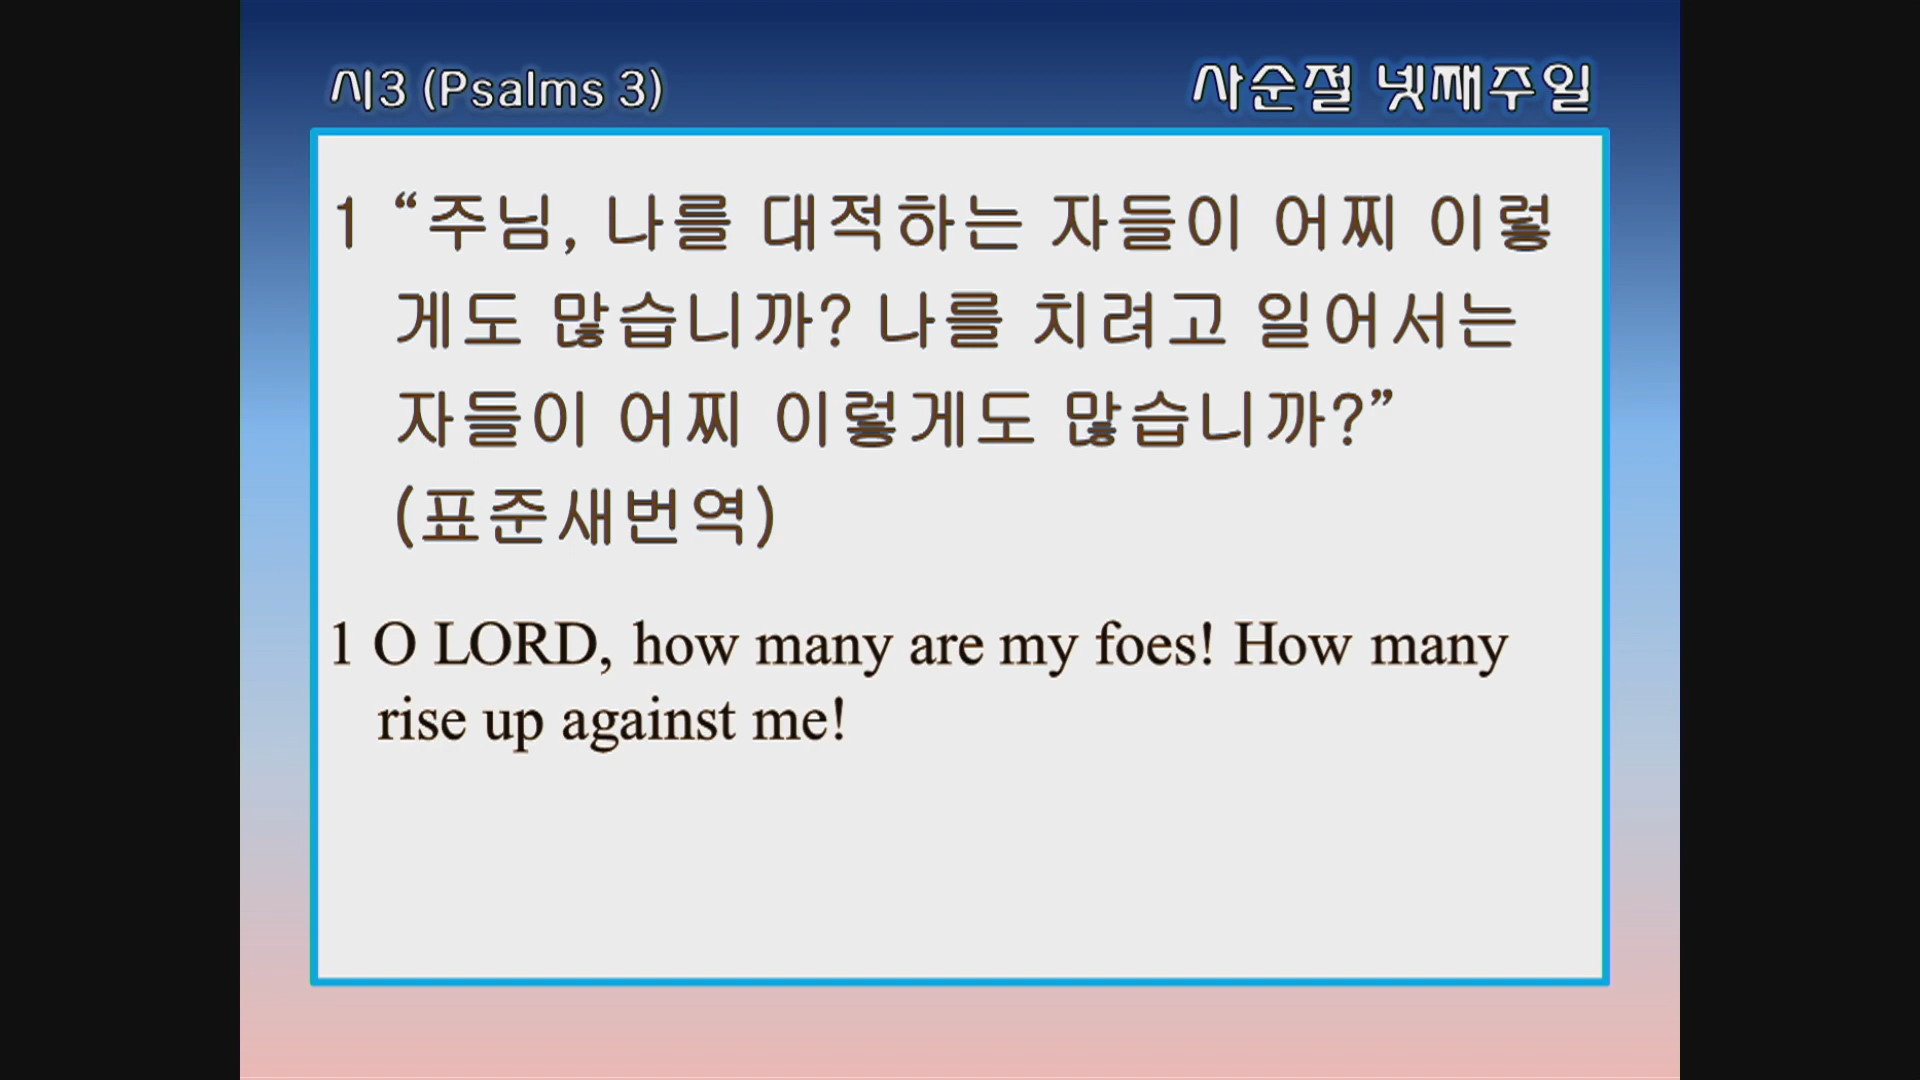 시3 (Psalms 3)
사순절 넷째주일
1 “주님, 나를 대적하는 자들이 어찌 이렇
게도 많습니까? 나를 치려고 일어서는
자들이 어찌 이렇게도 많습니까?”
(표준새번역)
1 O LORD, how many are my foes! How many
rise up against me!